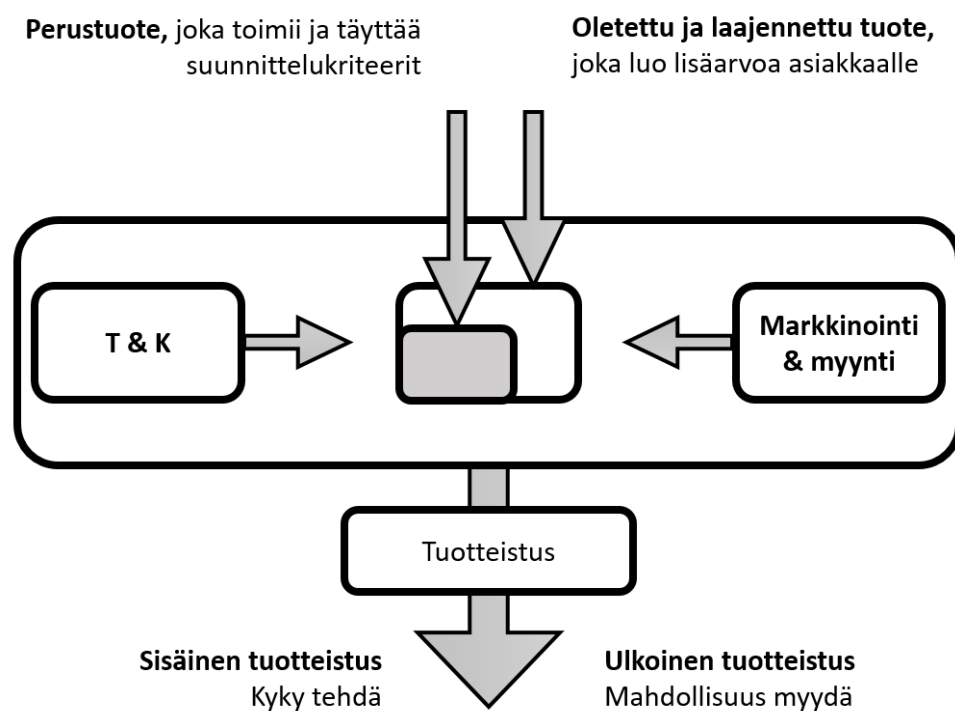 Perustuote, joka toimii ja täyttää
suunnittelukriteerit
Oletettu ja laajennettu tuote,
joka luo lisäarvoa asiakkaalle
T & K
Markkinointi
& myynti
Tuotteistus
Sisäinen tuotteistus
Kyky tehdä
Ulkoinen tuotteistus
Mahdollisuus myydä